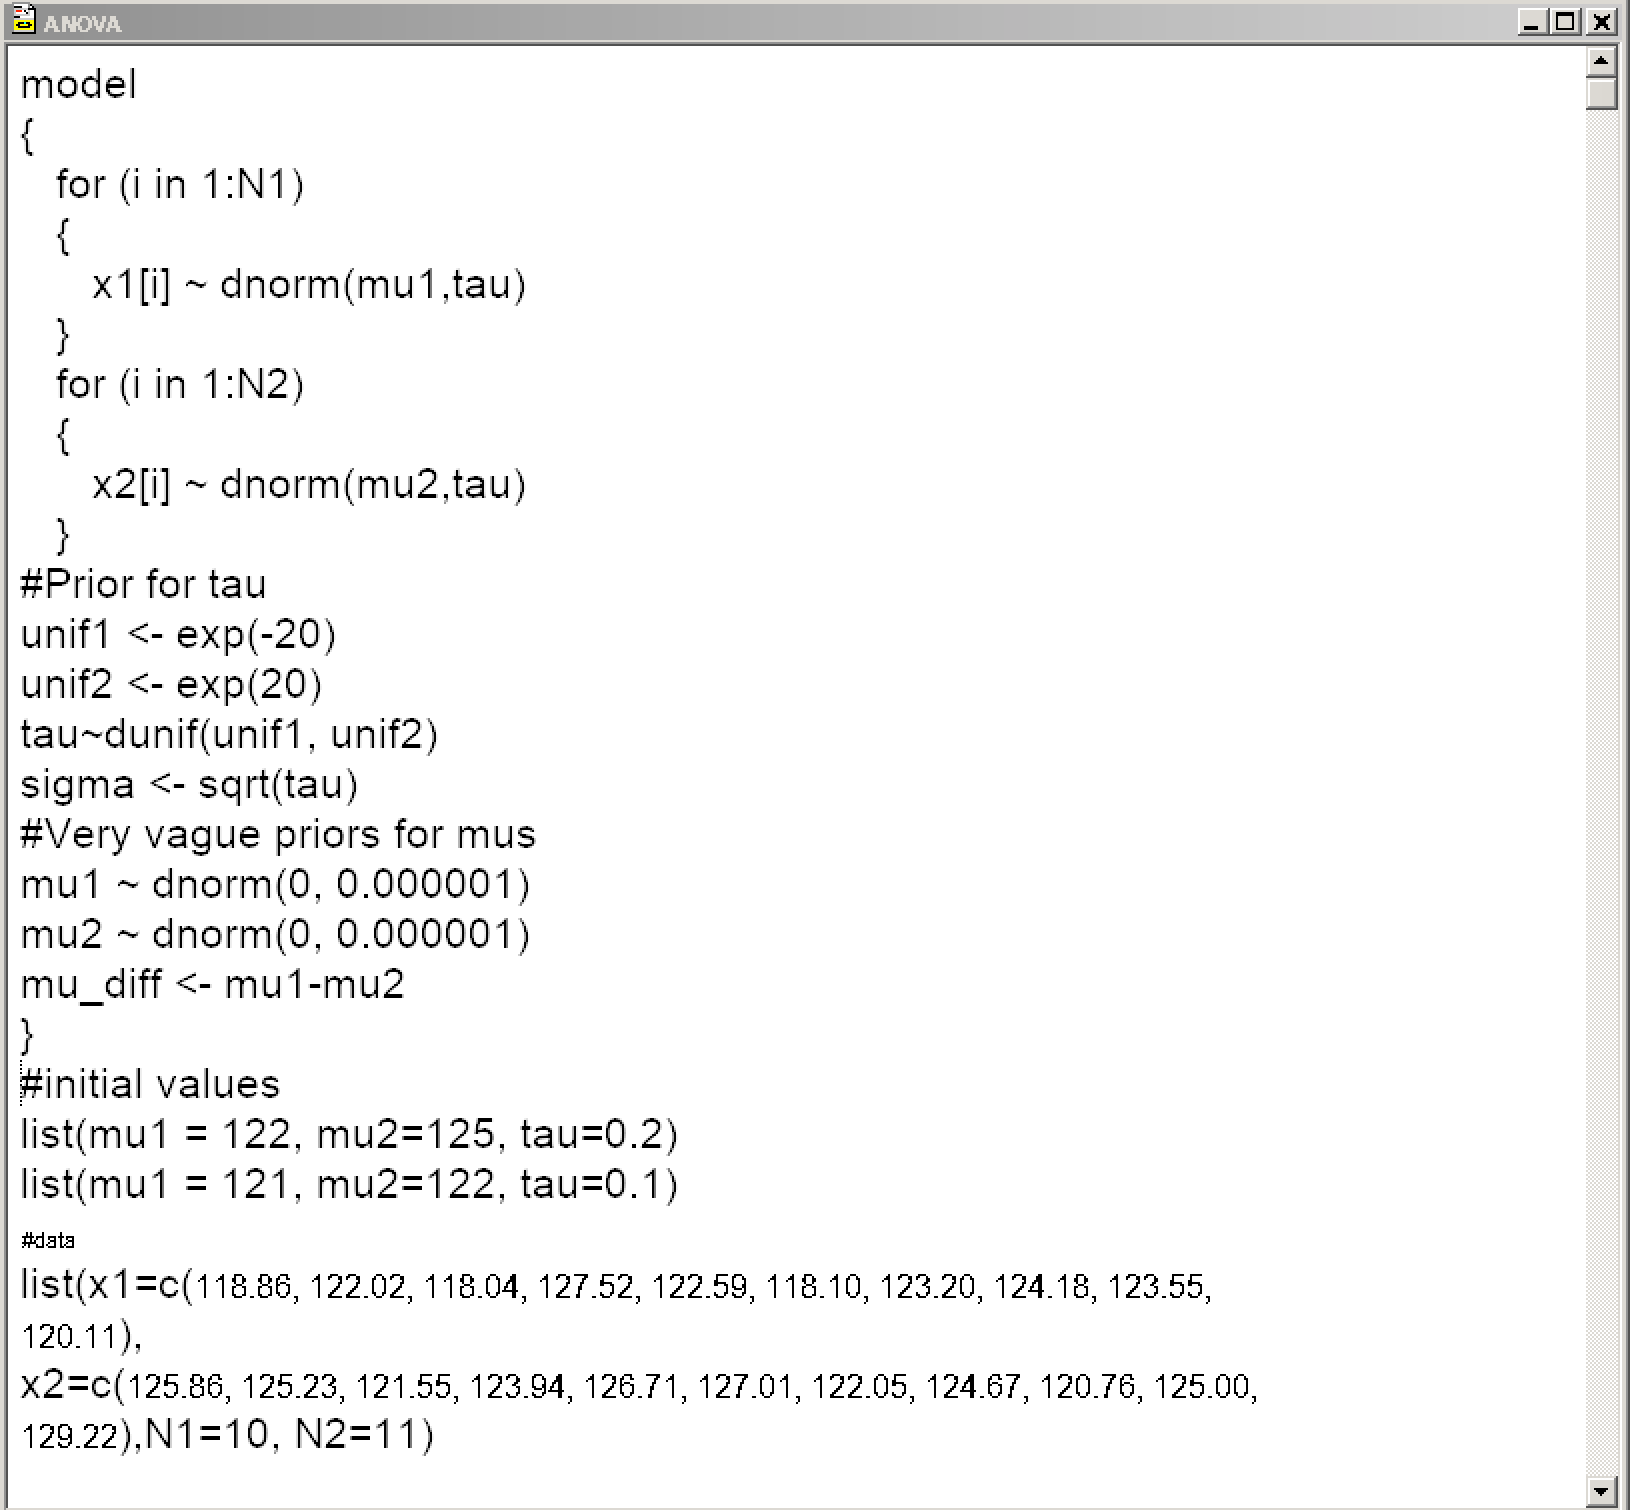 ANOVA
model
{
for (i in 1:N1)
{
x1[i] ~ dnorm(mu1,tau)
}
for (i in 1:N2)
{
x2[i] ~ dnorm(mu2,tau)
}
#Prior for tau
unif1 <- exp(-20)
unif2 <- exp(20)
tau~dunif(unif1, unif2)
sigma <- sqrt(tau)
#Very vague priors for mus
mu1 ~ dnorm(0, 0.000001)
mu2 ~ dnorm(0, 0.000001)
mu_diff <- mu1-mu2
}
#initial values
list(mu1 = 122, mu2=125, tau=0.2)
list(mu1 = 121, mu2=122, tau=0.1)
#data
list(x1=c(118.86, 122.02, 118.04, 127.52, 122.59, 118.10, 123.20, 124.18, 123.55,
120.11),
x2=c(125.86, 125.23, 121.55, 123.94, 126.71, 127.01, 122.05, 124.67, 120.76, 125.00,
129.22),N1=10, N2=11)